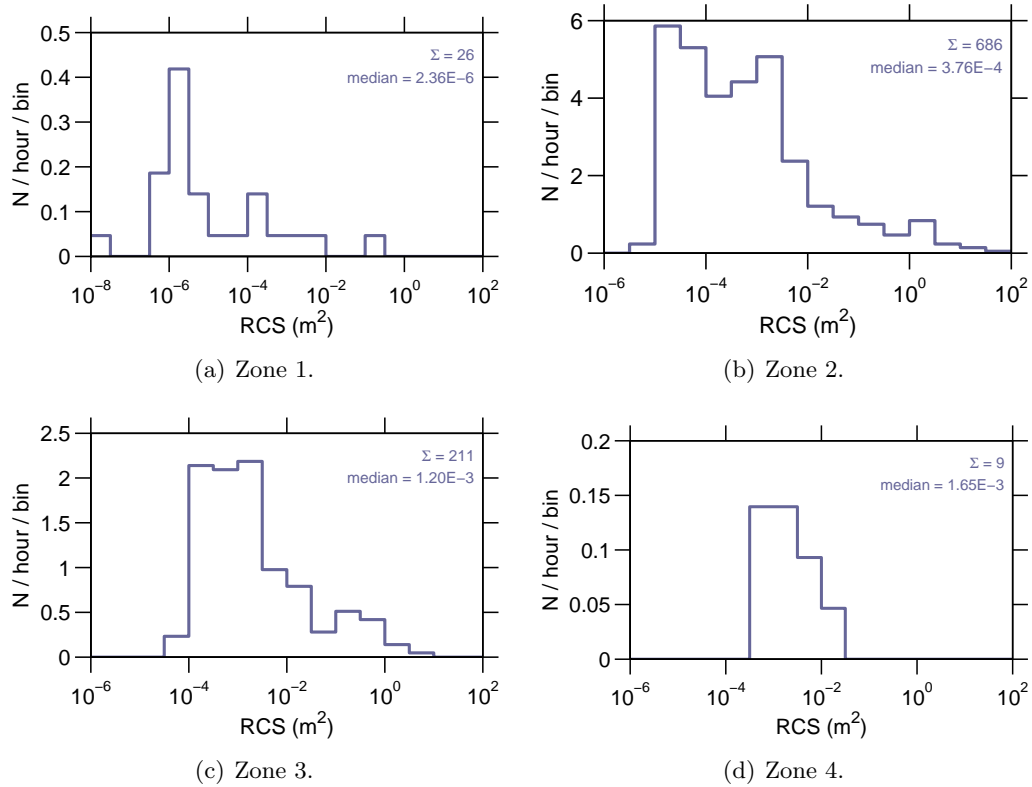 0.5
Σ = 26
median = 2.36E−6
0.4
0.3
0.2
0.1
0
N / hour / bin
10^−8 10^−6 10^−4 10^−2 10^0 10^2
RCS (m^2)
(a) Zone 1.
6
Σ = 686
median = 3.76E−4
4
2
0
N / hour / bin
10^−6 10^−4 10^−2 10^0 10^2
RCS (m^2)
(b) Zone 2.
2.5
Σ = 211
median = 1.20E−3
2
1.5
1
0.5
0
N / hour / bin
10^−6 10^−4 10^−2 10^0 10^2
RCS (m^2)
(c) Zone 3.
0.2
Σ = 9
median = 1.65E−3
0.15
0.1
0.05
0
N / hour / bin
10^−6 10^−4 10^−2 10^0 10^2
RCS (m^2)
(d) Zone 4.